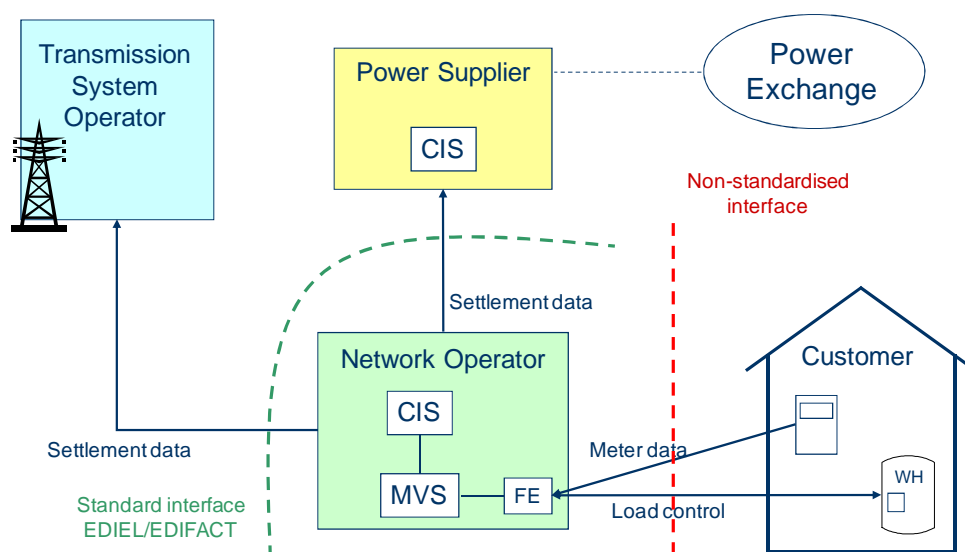 Transmission
System
Operator
Power Supplier
CIS
Power
Exchange
Non-standardised
interface
Settlement data
Network Operator
CIS
MVS
FE
Settlement data
Standard interface
EDIEL/EDIFACT
Customer
Meter data
WH
Load control